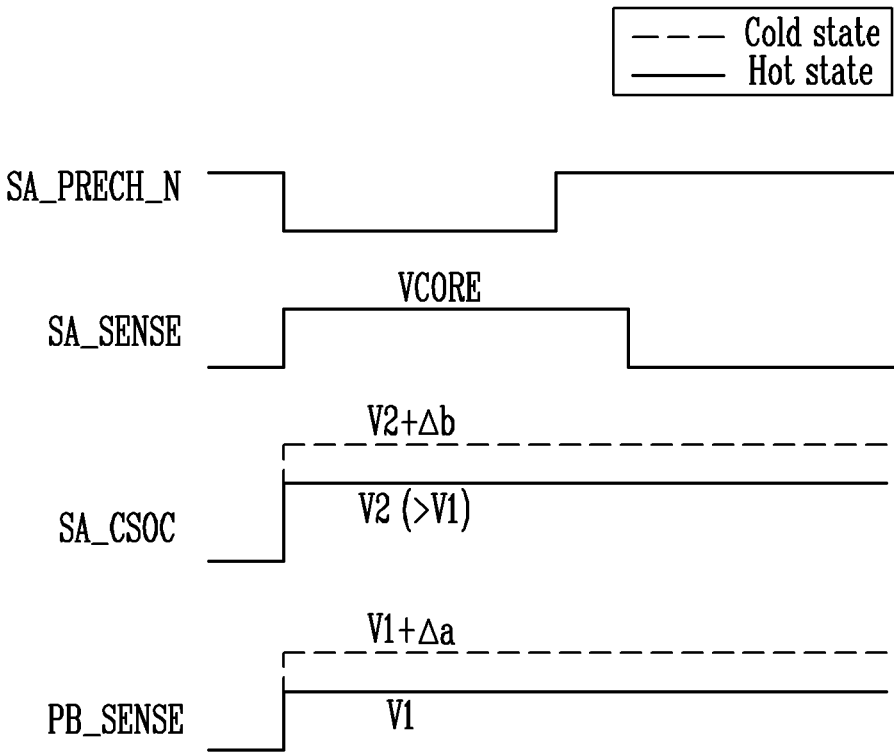 Cold state
Hot state
SA_PRECH_N
VCORE
SA_SENSE
V2+Δb
V2 (>V1)
SA_CSOC
V1+Δa
V1
PB_SENSE